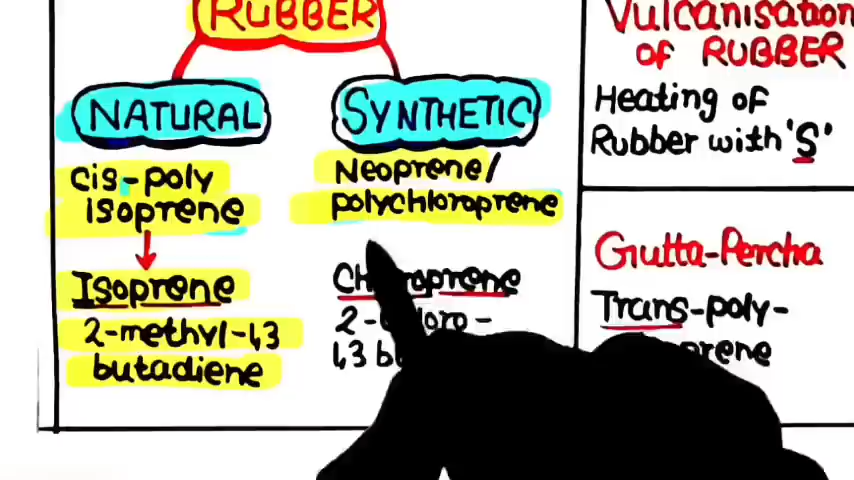 RUBBER
NATURAL
cis-poly
isoprene
Isoprene
2-methyl-1,3
butadiene
SYNTHETIC
Neoprene/
polychloroprene
2-
1,3
Vulcanisation
of RUBBER
Heating of
Rubber with 'S'
Gutta-Percha
Trans-poly-